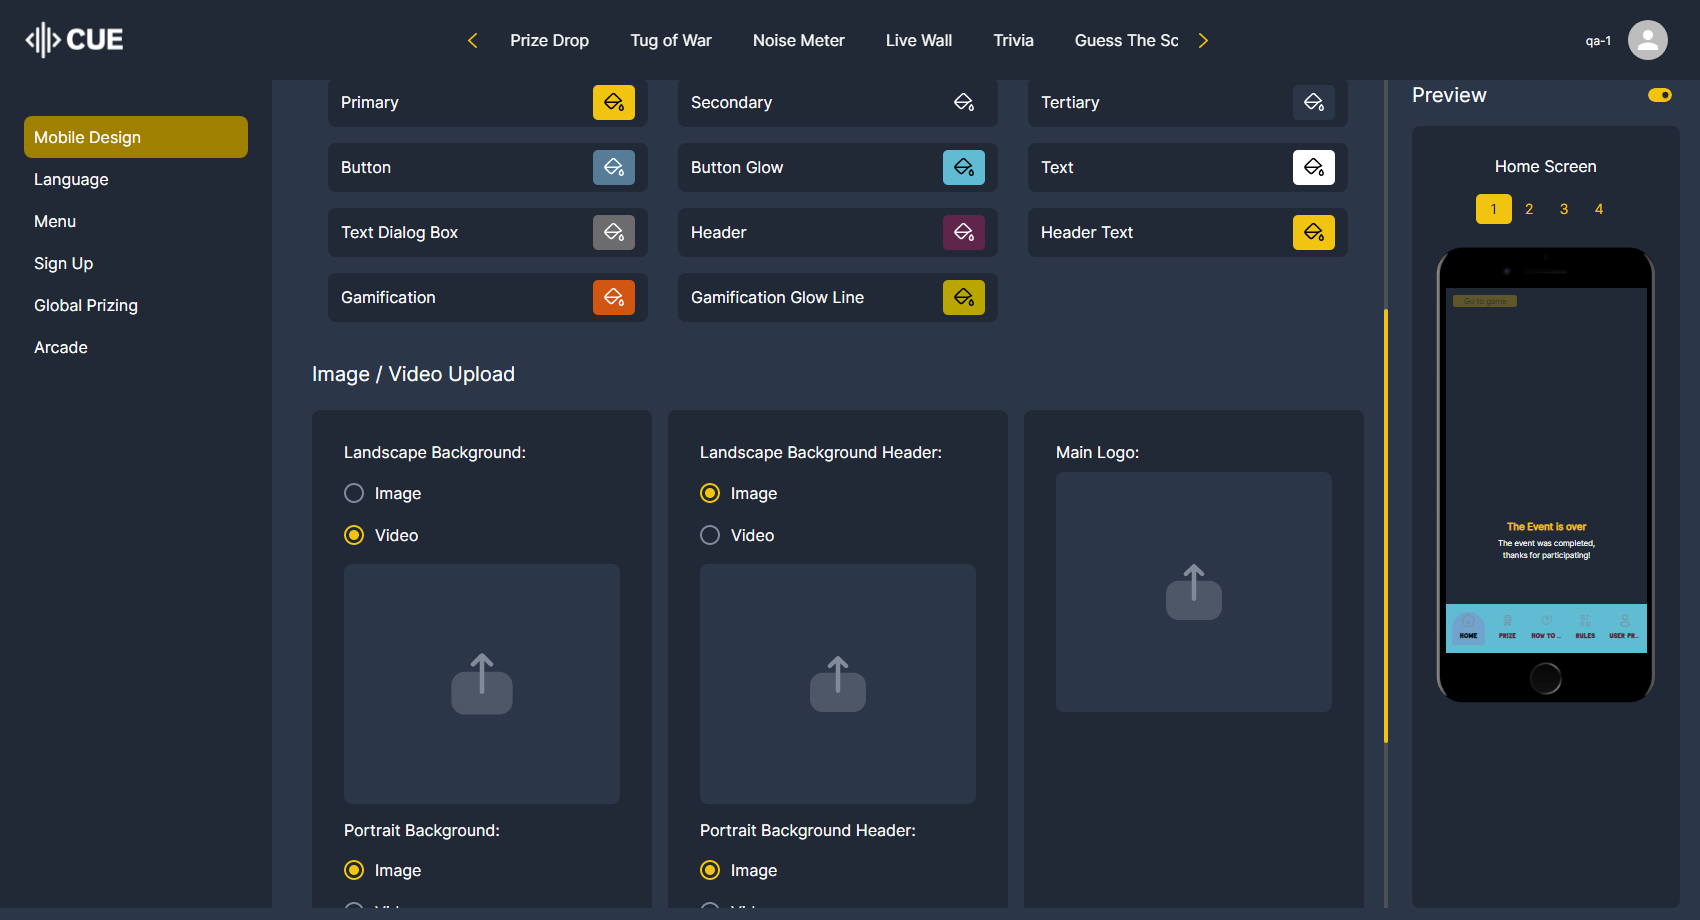 CUE
Prize Drop
Tug of War
Noise Meter
Live Wall
Trivia
Guess The Sc
qa-1
Mobile Design
Language
Menu
Sign Up
Global Prizing
Arcade
Primary
Secondary
Tertiary
Button
Button Glow
Text
Text Dialog Box
Header
Header Text
Gamification
Gamification Glow Line
Image / Video Upload
Landscape Background:
Image
Video
Portrait Background:
Image
Landscape Background Header:
Image
Video
Portrait Background Header:
Image
Main Logo:
Preview
Home Screen
1 2 3 4
Go to game
The Event is over
The event was completed,
thanks for participating!
HOME PRIZE HOW TO ... RULES USER PR...